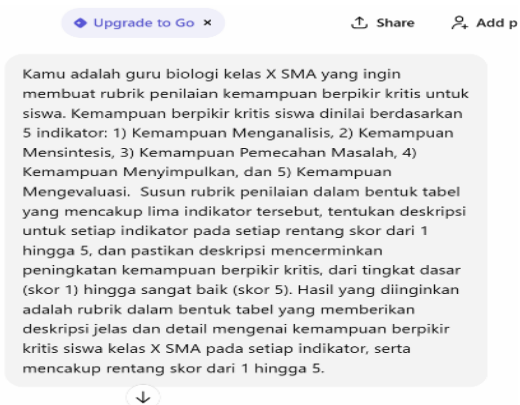 Upgrade to Go ×
Share
Add p
Kamu adalah guru biologi kelas X SMA yang ingin
membuat rubrik penilaian kemampuan berpikir kritis untuk
siswa. Kemampuan berpikir kritis siswa dinilai berdasarkan
5 indikator: 1) Kemampuan Menganalisis, 2) Kemampuan
Mensintesis, 3) Kemampuan Pemecahan Masalah, 4)
Kemampuan Menyimpulkan, dan 5) Kemampuan
Mengevaluasi. Susun rubrik penilaian dalam bentuk tabel
yang mencakup lima indikator tersebut, tentukan deskripsi
untuk setiap indikator pada setiap rentang skor dari 1
hingga 5, dan pastikan deskripsi mencerminkan
peningkatan kemampuan berpikir kritis, dari tingkat dasar
(skor 1) hingga sangat baik (skor 5). Hasil yang diinginkan
adalah rubrik dalam bentuk tabel yang memberikan
deskripsi jelas dan detail mengenai kemampuan berpikir
kritis siswa kelas X SMA pada setiap indikator, serta
mencakup rentang skor dari 1 hingga 5.